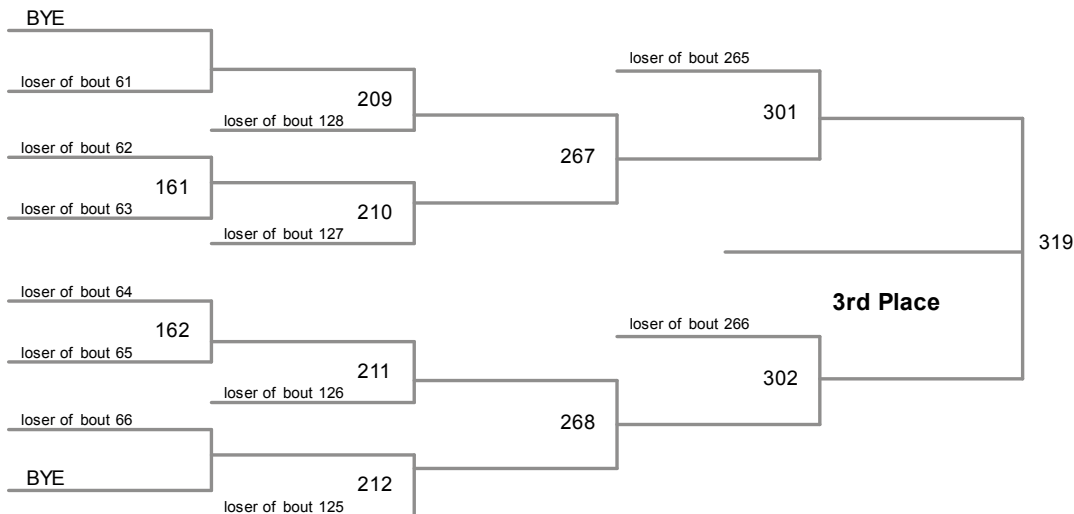 BYE
loser of bout 265
loser of bout 61
209
loser of bout 128
301
loser of bout 62
267
161
loser of bout 63
210
loser of bout 127
319
loser of bout 64
3rd Place
162
loser of bout 266
loser of bout 65
211
loser of bout 126
302
loser of bout 66
268
BYE
212
loser of bout 125